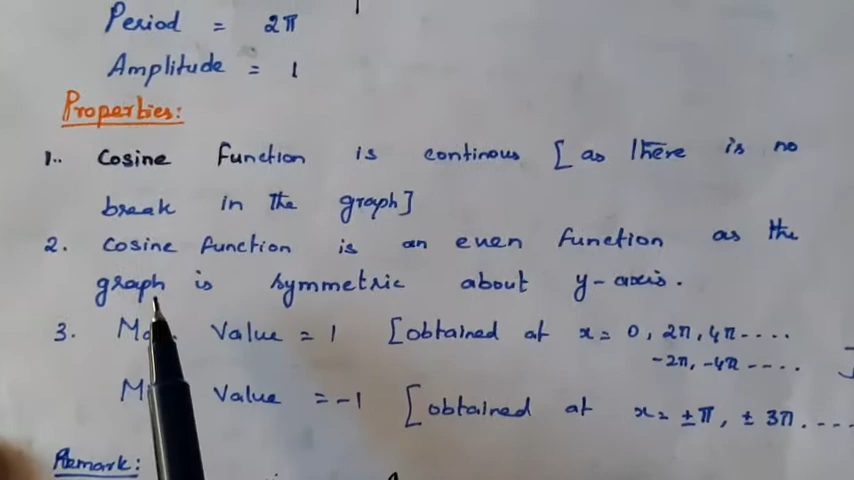 Period = 2π
Amplitude = 1
Properties:
1.. Cosine Function is continous [as There is no
break in the graph]
2. Cosine function is an even function as the
graph is symmetric about y-axis.
3. Value = 1 [obtained at x = 0, 2π, 4π ....
-2π, -4π .... ]
Value = -1 [obtained at x = ±π, ±3π .....
Remark: